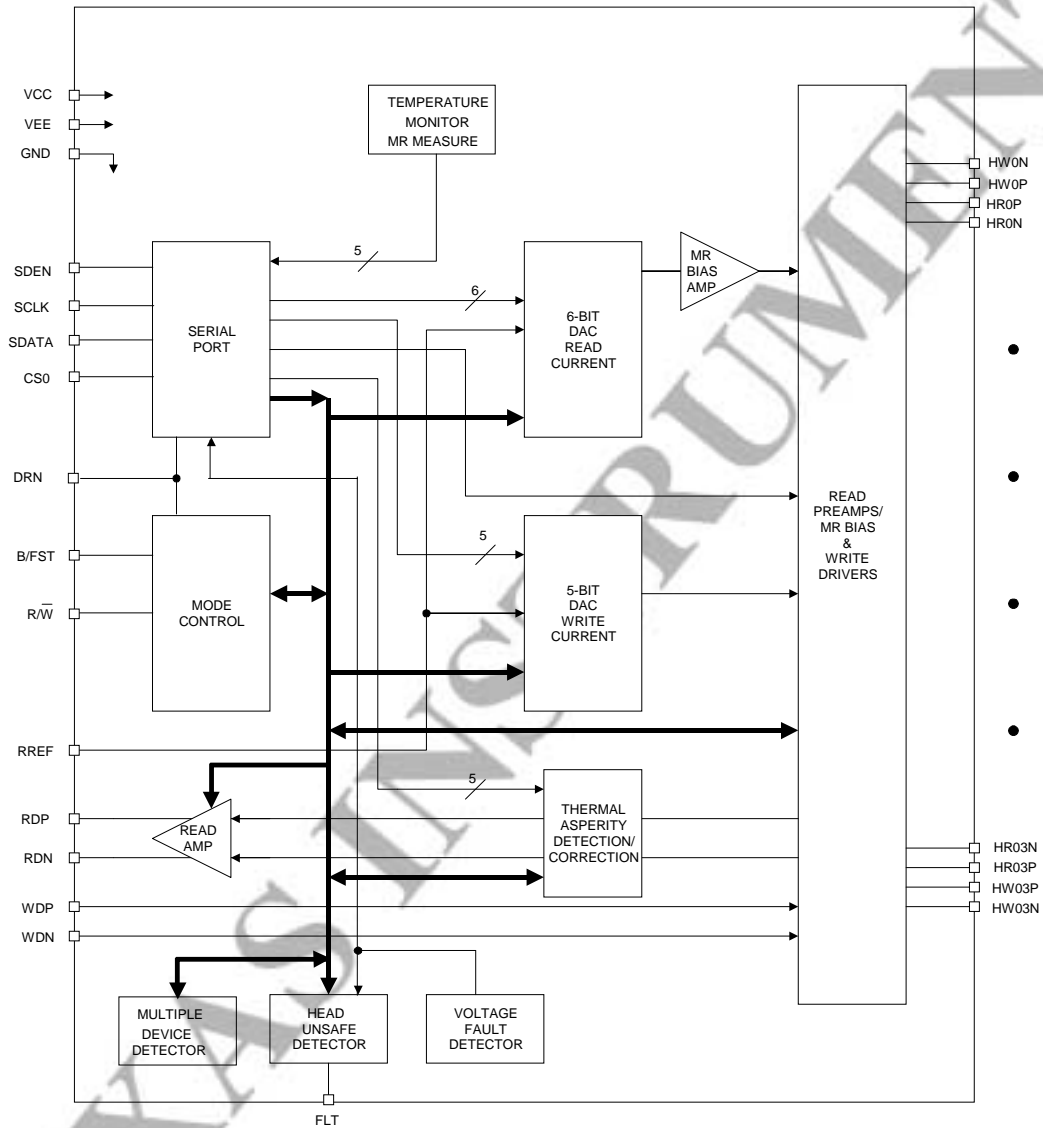 VCC
VEE
GND
TEMPERATURE
MONITOR
MR MEASURE
HW0N
HW0P
HR0P
HR0N
SDEN
SCLK
SDATA
CS0
SERIAL
PORT
5
6
6-BIT
DAC
READ
CURRENT
MR
BIAS
AMP
DRN
B/FST
R/W̅
MODE
CONTROL
5
5-BIT
DAC
WRITE
CURRENT
READ
PREAMPS/
MR BIAS
&
WRITE
DRIVERS
RREF
RDP
RDN
WDP
WDN
READ
AMP
5
THERMAL
ASPERITY
DETECTION/
CORRECTION
HR03N
HR03P
HW03P
HW03N
MULTIPLE
DEVICE
DETECTOR
HEAD
UNSAFE
DETECTOR
VOLTAGE
FAULT
DETECTOR
FLT
XAS INSTRUMENT